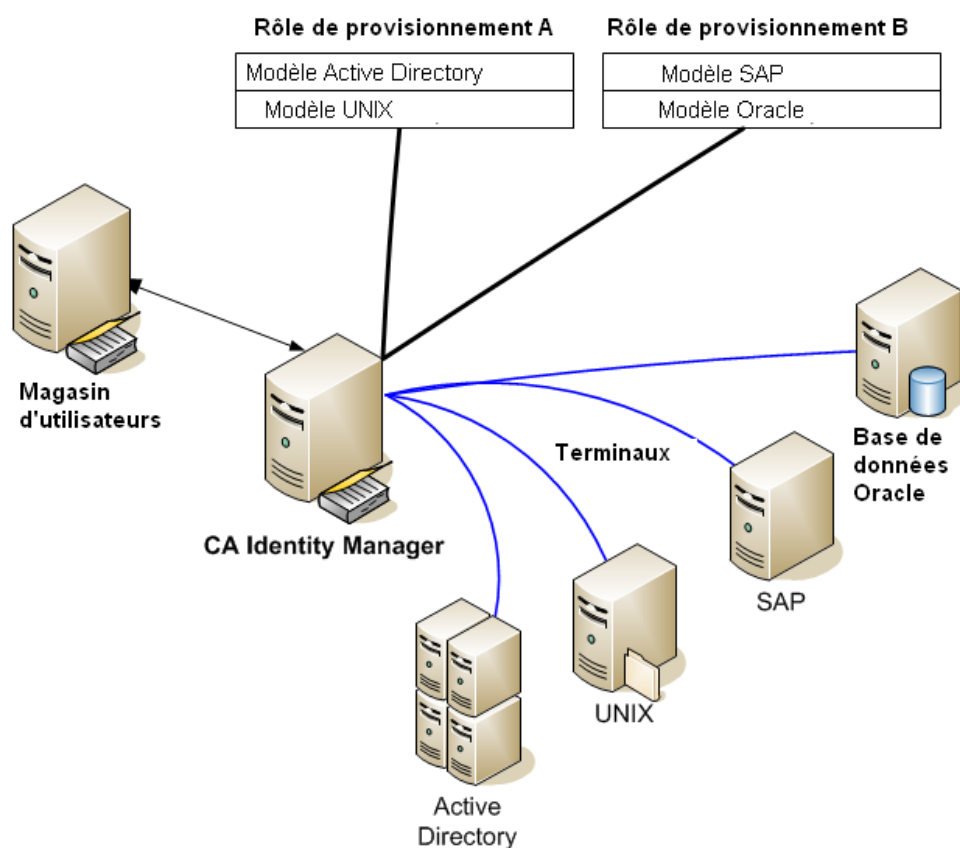 Rôle de provisionnement A
Rôle de provisionnement B
Modèle Active Directory
Modèle UNIX
Modèle SAP
Modèle Oracle
Magasin
d'utilisateurs
CA Identity Manager
Terminaux
Base de
données
Oracle
SAP
UNIX
Active
Directory